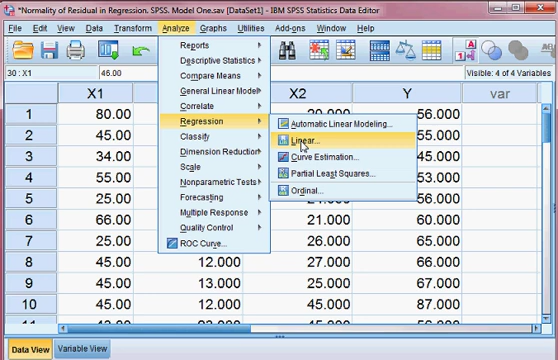 *Normality of Residual in Regression. SPSS. Model One.sav [DataSet1] - IBM SPSS Statistics Data Editor
File Edit View Data Transform Analyze Graphs Utilities Add-ons Window Help
30 : X1 46.00 Visible: 4 of 4 Variables
X1 X2 Y var
1 80.00 56.000
2 45.00 45.000
3 34.00 55.000
4 55.00 53.000
5 25.00 54.000
6 66.00 21.000 60.000
7 25.00 26.000 65.000
8 45.00 12.000 27.000 66.000
9 45.00 13.000 25.000 67.000
10 45.00 12.000 45.000 87.000
Reports
Descriptive Statistics
Compare Means
General Linear Model
Correlate
Regression
Classify
Dimension Reduction
Scale
Nonparametric Tests
Forecasting
Multiple Response
Quality Control
ROC Curve...
Automatic Linear Modeling...
Linear...
Curve Estimation...
Partial Least Squares...
Ordinal...
Data View Variable View